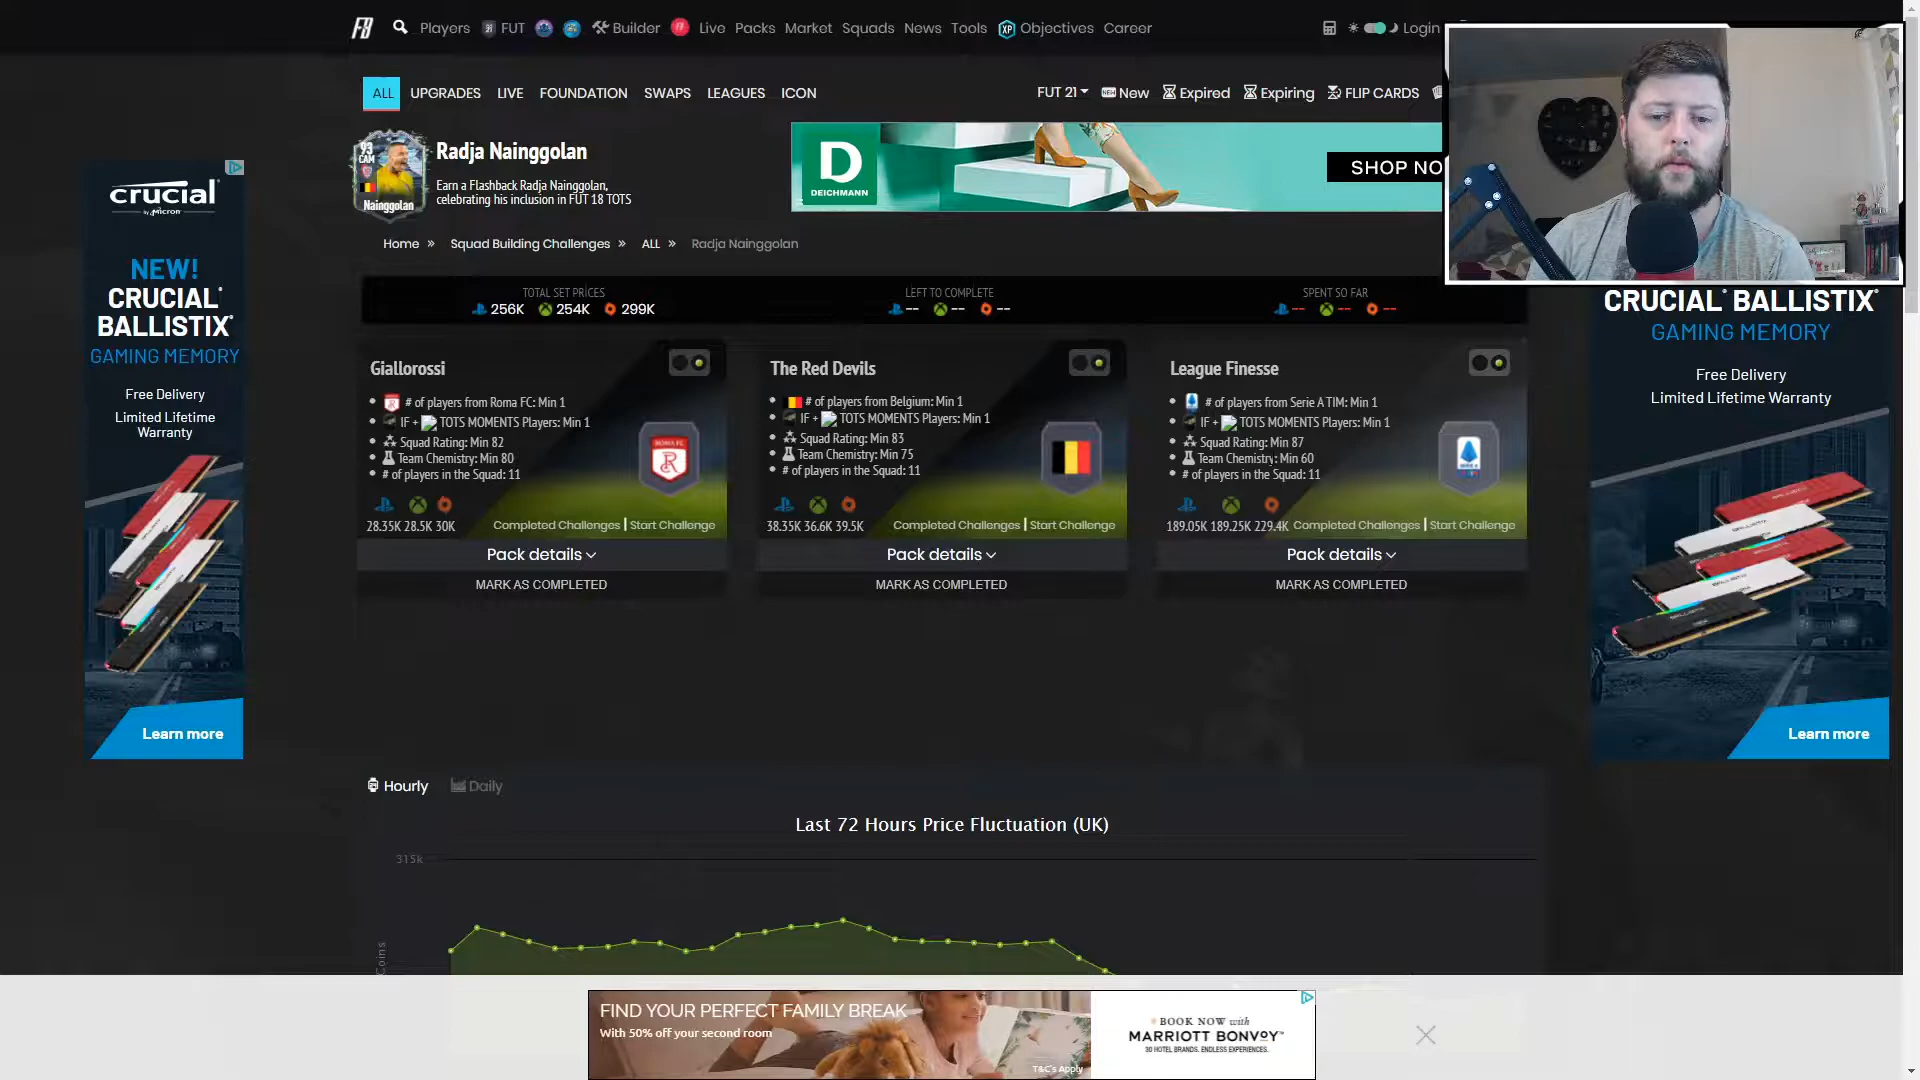 Players FUT Builder Live Packs Market Squads News Tools XP Objectives Career Login
ALL UPGRADES LIVE FOUNDATION SWAPS LEAGUES ICON
FUT 21 NEW New Expired Expiring FLIP CARDS
93
CAM
Nainggolan
Radja Nainggolan
Earn a Flashback Radja Nainggolan,
celebrating his inclusion in FUT 18 TOTS
D
DEICHMANN
SHOP NO
Home » Squad Building Challenges » ALL » Radja Nainggolan
TOTAL SET PRICES
256K 254K 299K
LEFT TO COMPLETE
-- -- --
SPENT SO FAR
-- -- --
Giallorossi
# of players from Roma FC: Min 1
IF + TOTS MOMENTS Players: Min 1
Squad Rating: Min 82
Team Chemistry: Min 80
# of players in the Squad: 11
28.35K 28.5K 30K
Completed Challenges | Start Challenge
Pack details
MARK AS COMPLETED
The Red Devils
# of players from Belgium: Min 1
IF + TOTS MOMENTS Players: Min 1
Squad Rating: Min 83
Team Chemistry: Min 75
# of players in the Squad: 11
38.35K 36.6K 39.5K
Completed Challenges | Start Challenge
Pack details
MARK AS COMPLETED
League Finesse
# of players from Serie A TIM: Min 1
IF + TOTS MOMENTS Players: Min 1
Squad Rating: Min 87
Team Chemistry: Min 60
# of players in the Squad: 11
189.05K 189.25K 229.4K
Completed Challenges | Start Challenge
Pack details
MARK AS COMPLETED
Hourly Daily
Last 72 Hours Price Fluctuation (UK)
315k
Coins
crucial
by Micron
NEW!
CRUCIAL
BALLISTIX
GAMING MEMORY
Free Delivery
Limited Lifetime
Warranty
Learn more
CRUCIAL BALLISTIX
GAMING MEMORY
Free Delivery
Limited Lifetime Warranty
Learn more
FIND YOUR PERFECT FAMILY BREAK
With 50% off your second room
T&C's Apply
BOOK NOW with
MARRIOTT BONVOY™
30 HOTEL BRANDS. ENDLESS EXPERIENCES.